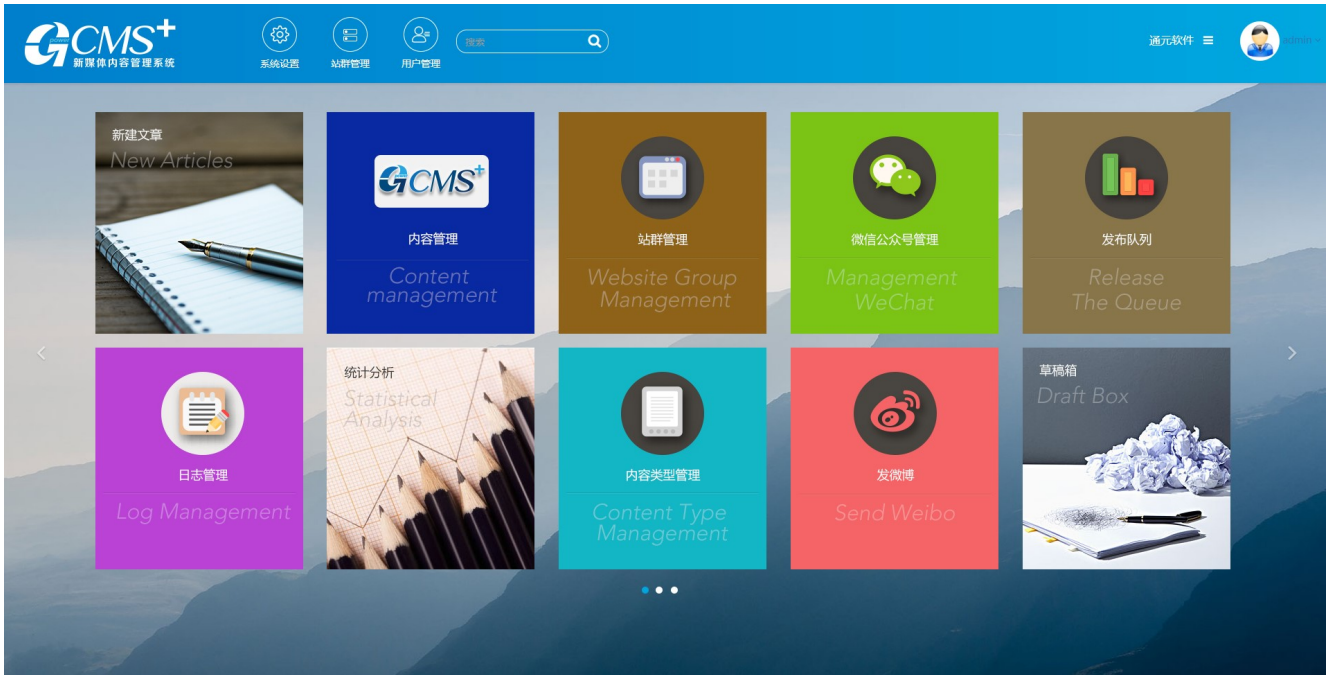 Gpower CMS+
新媒体内容管理系统
系统设置
站群管理
用户管理
搜索
通元软件
admin
新建文章
New Articles
GCMS+
内容管理
Content
management
站群管理
Website Group
Management
微信公众号管理
Management
WeChat
发布队列
Release
The Queue
日志管理
Log Management
统计分析
Statistical
Analysis
内容类型管理
Content Type
Management
发微博
Send Weibo
草稿箱
Draft Box